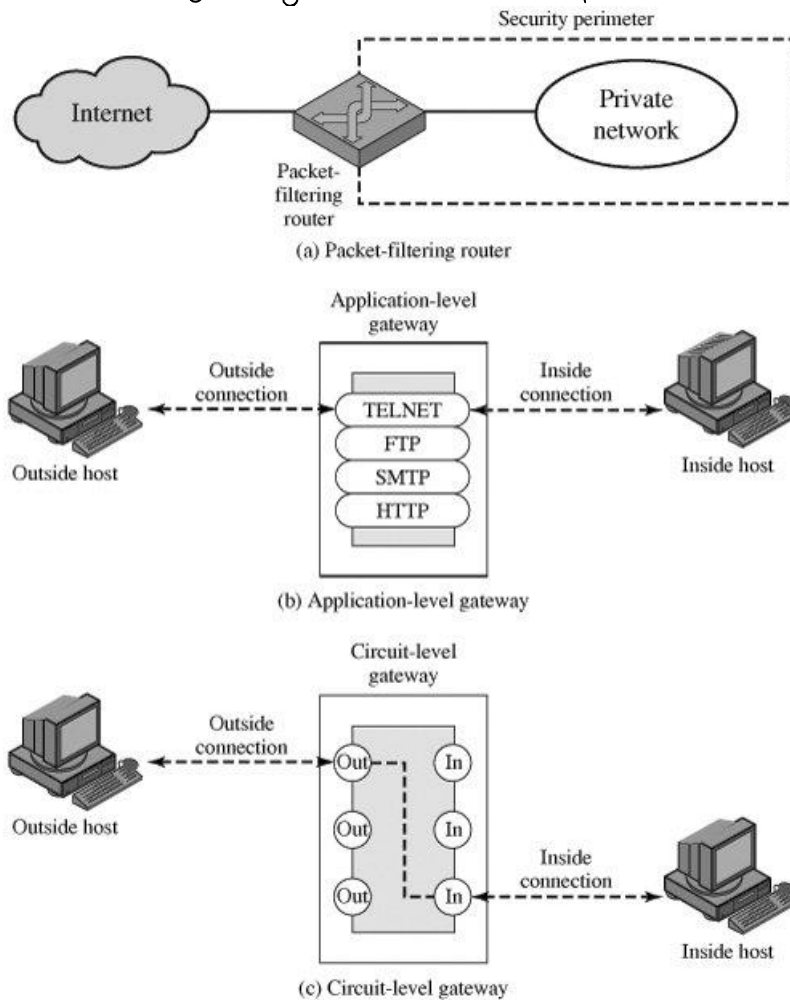 Security perimeter
Internet
Private
network
Packet-
filtering
router
(a) Packet-filtering router
Application-level
gateway
Outside
connection
Inside
connection
TELNET
FTP
SMTP
HTTP
Outside host
Inside host
(b) Application-level gateway
Circuit-level
gateway
Outside
connection
Out
In
Outside host
Out
In
Inside
connection
Out
In
Inside host
(c) Circuit-level gateway